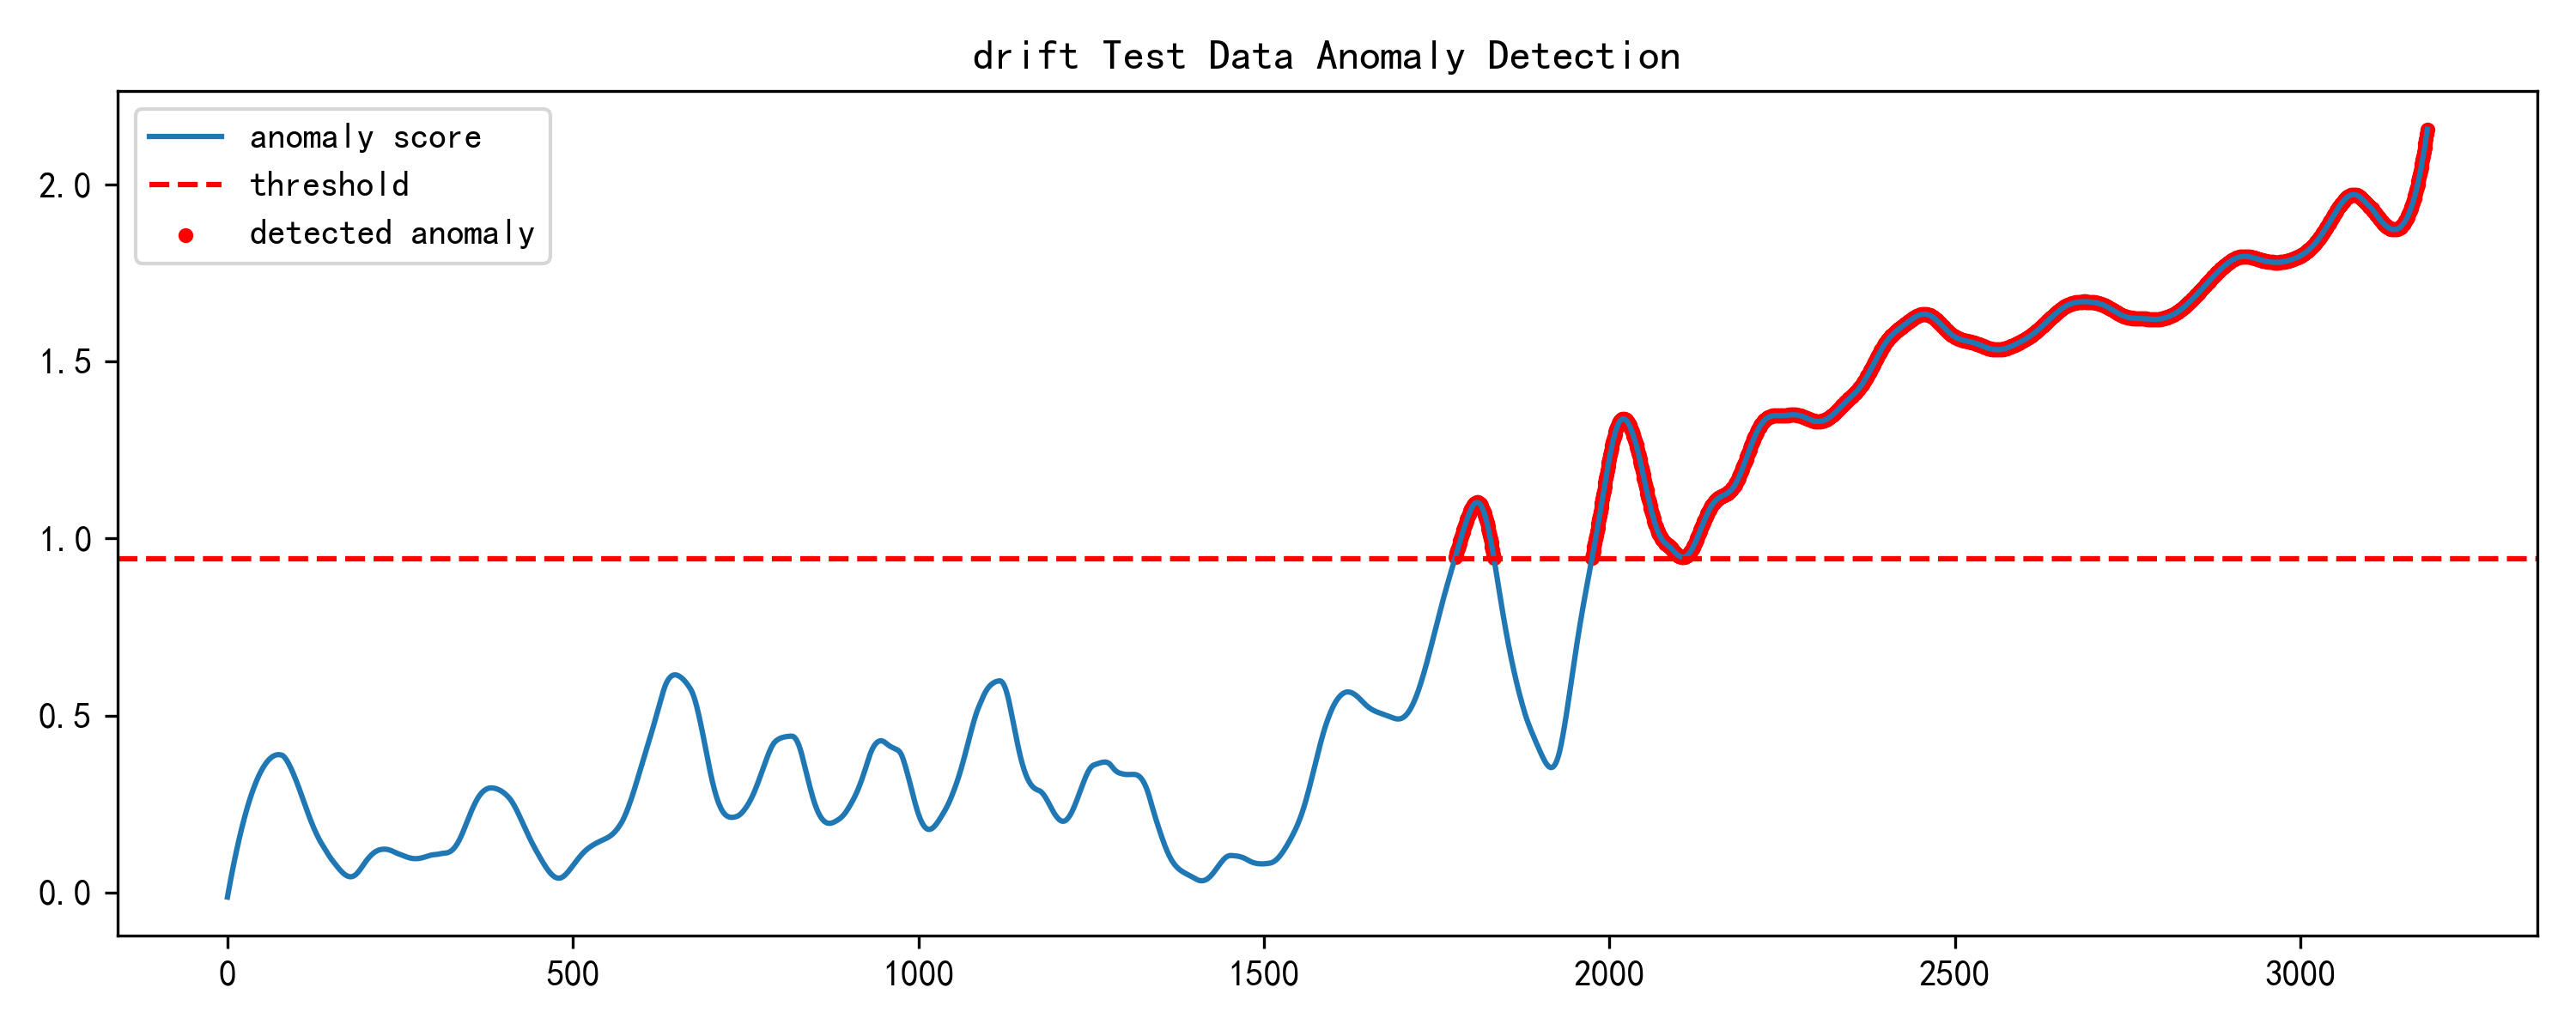 drift Test Data Anomaly Detection
anomaly score
threshold
detected anomaly
2.0
1.5
1.0
0.5
0.0
0 500 1000 1500 2000 2500 3000